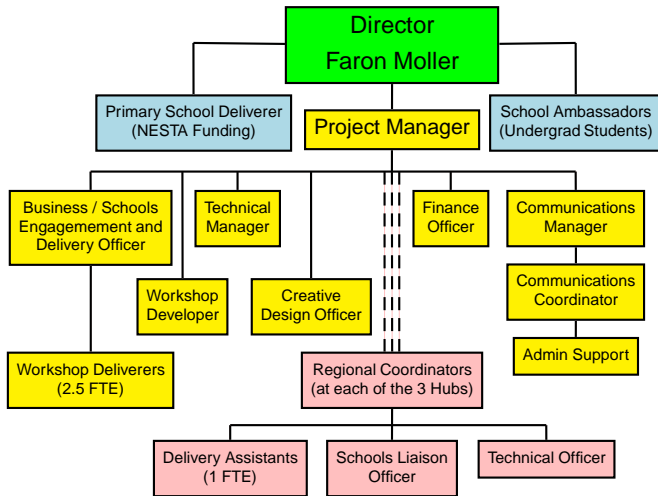 Director
Faron Moller
Primary School Deliverer
(NESTA Funding)
Project Manager
School Ambassadors
(Undergrad Students)
Business / Schools
Engagemement and
Delivery Officer
Technical
Manager
Finance
Officer
Communications
Manager
Workshop
Developer
Creative
Design Officer
Communications
Coordinator
Admin Support
Workshop Deliverers
(2.5 FTE)
Regional Coordinators
(at each of the 3 Hubs)
Delivery Assistants
(1 FTE)
Schools Liaison
Officer
Technical Officer